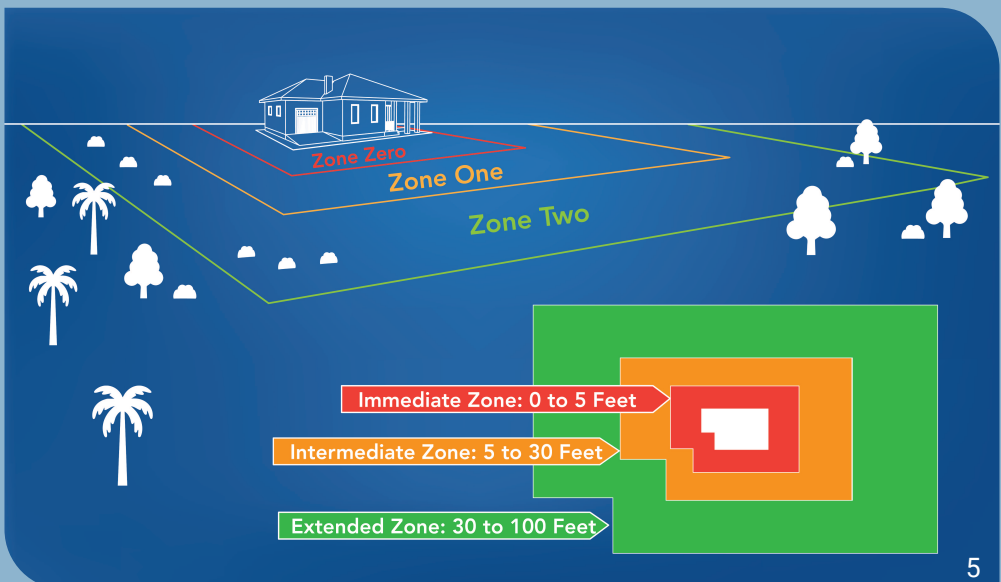 Zone Zero
Zone One
Zone Two
Immediate Zone: 0 to 5 Feet
Intermediate Zone: 5 to 30 Feet
Extended Zone: 30 to 100 Feet
5